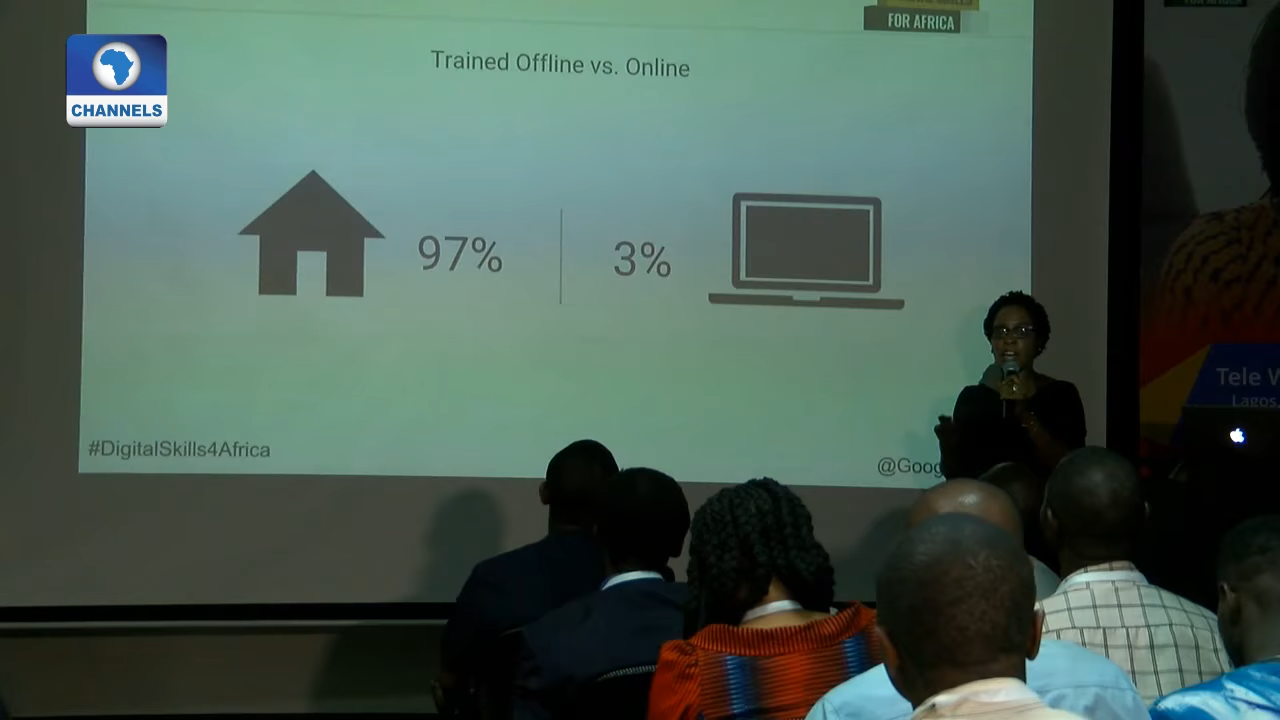 FOR AFRICA
Trained Offline vs. Online
CHANNELS
97%
3%
#DigitalSkills4Africa
@Goog
Tele
Lagos,